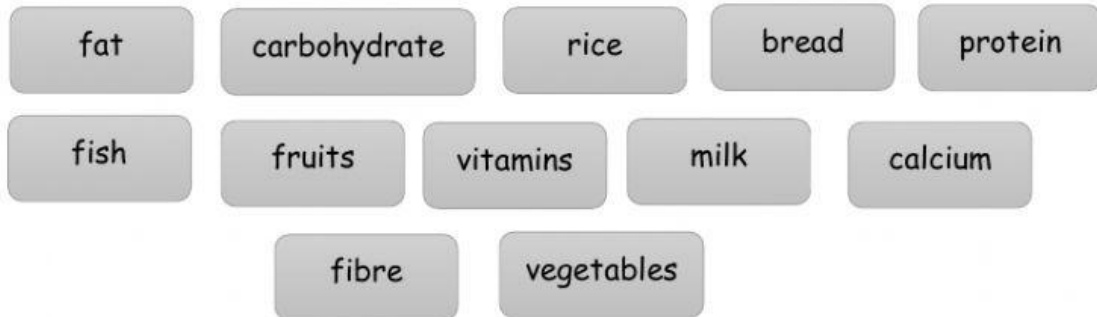 fat carbohydrate rice bread protein
fish fruits vitamins milk calcium
fibre vegetables